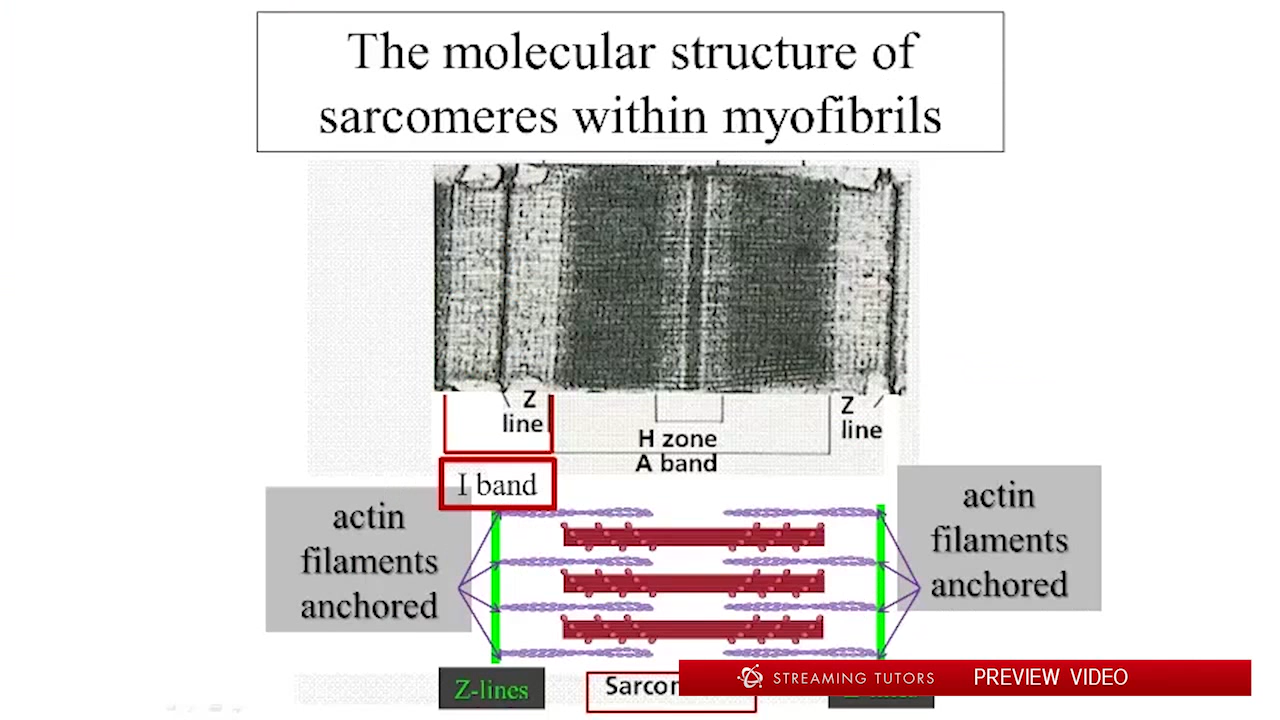 The molecular structure of
sarcomeres within myofibrils
Z
line
Z
line
H zone
A band
I band
actin
filaments
anchored
actin
filaments
anchored
Z-lines
STREAMING TUTORS PREVIEW VIDEO